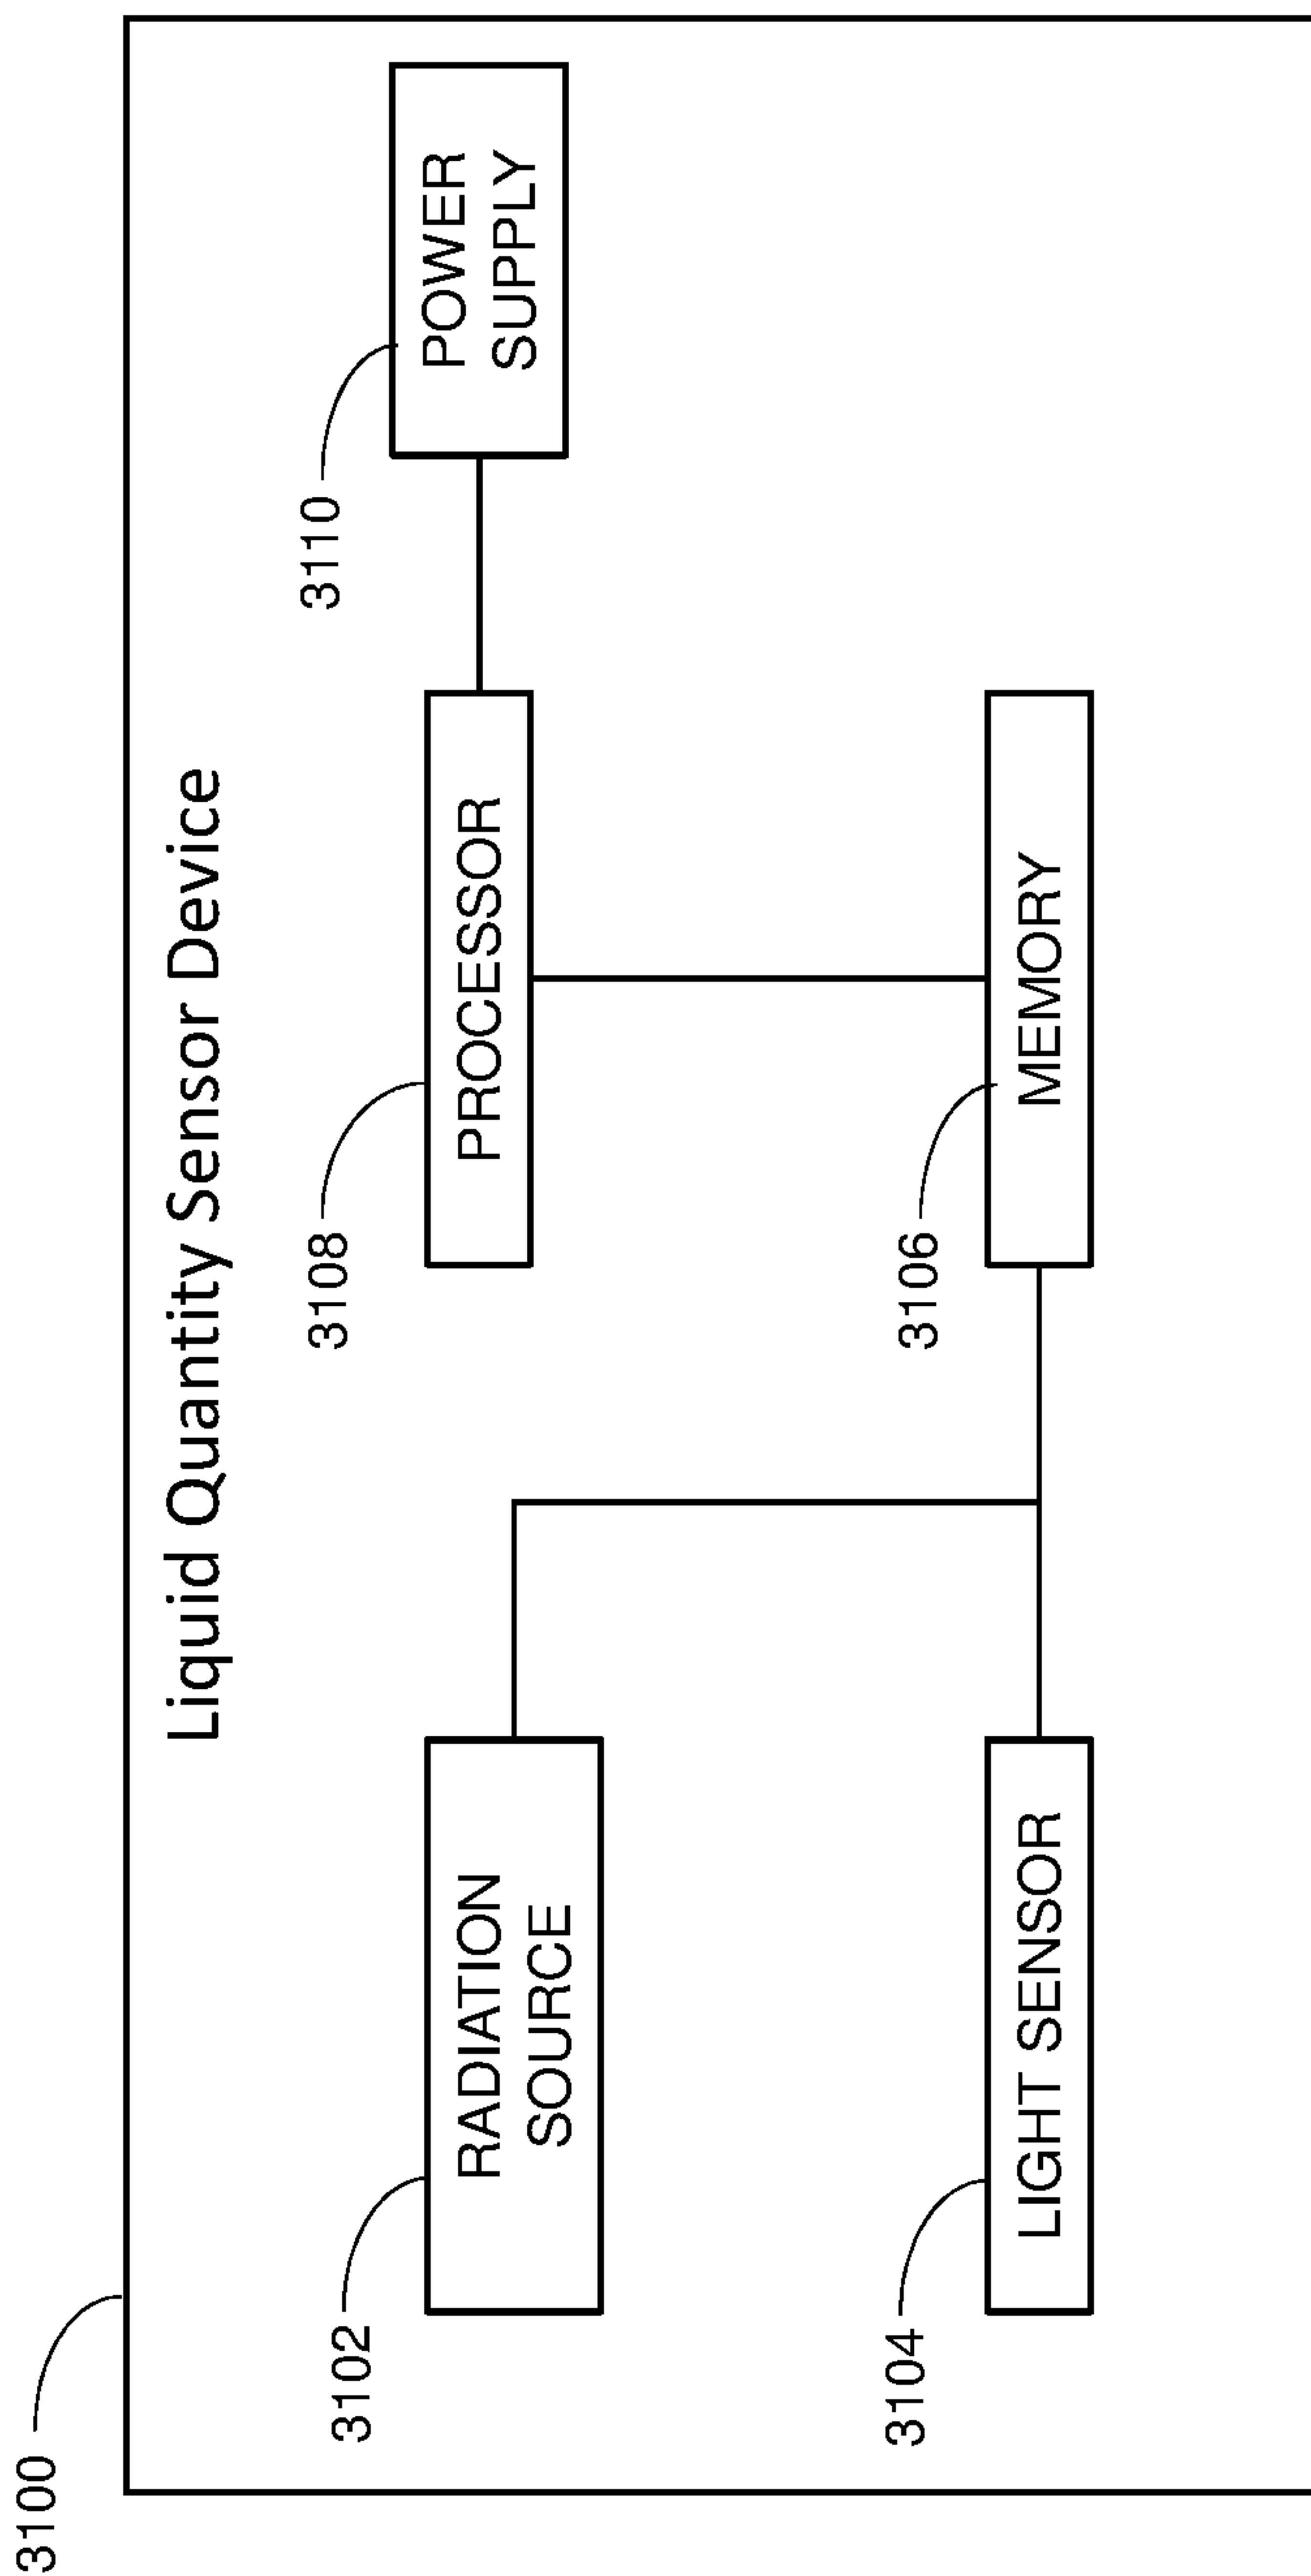 3100
Liquid Quantity Sensor Device
3102
RADIATION
SOURCE
3108
PROCESSOR
3110
POWER
SUPPLY
3104
LIGHT SENSOR
3106
MEMORY